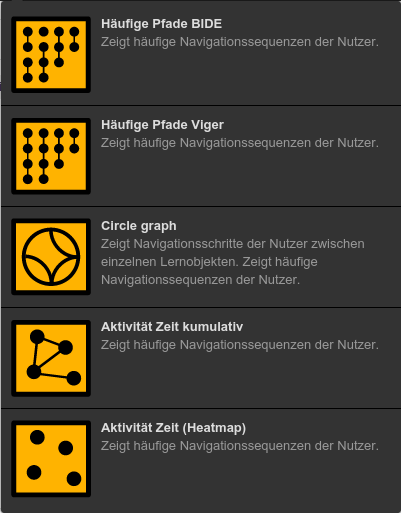 Häufige Pfade BIDE
Zeigt häufige Navigationssequenzen der Nutzer.
Häufige Pfade Viger
Zeigt häufige Navigationssequenzen der Nutzer.
Circle graph
Zeigt Navigationsschritte der Nutzer zwischen
einzelnen Lernobjekten. Zeigt häufige
Navigationssequenzen der Nutzer.
Aktivität Zeit kumulativ
Zeigt häufige Navigationssequenzen der Nutzer.
Aktivität Zeit (Heatmap)
Zeigt häufige Navigationssequenzen der Nutzer.